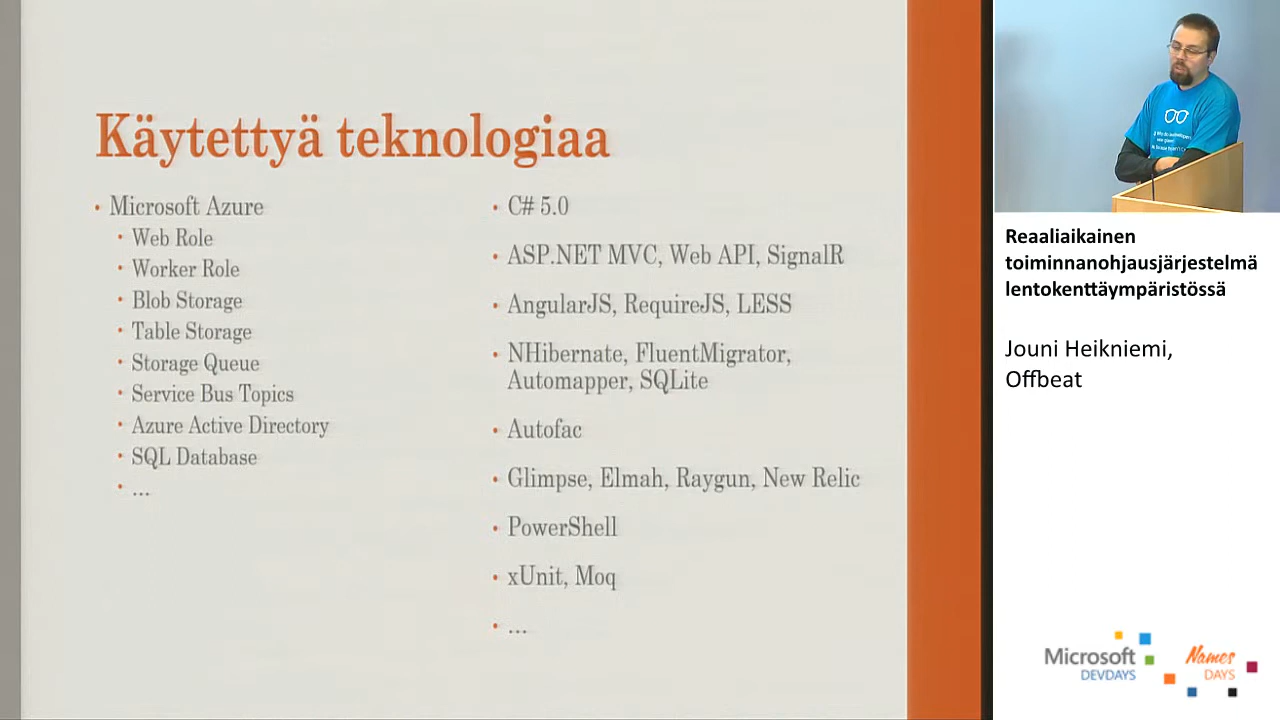 Käytettyä teknologiaa
• Microsoft Azure
• Web Role
• Worker Role
• Blob Storage
• Table Storage
• Storage Queue
• Service Bus Topics
• Azure Active Directory
• SQL Database
• ...
• C# 5.0
• ASP.NET MVC, Web API, SignalR
• AngularJS, RequireJS, LESS
• NHibernate, FluentMigrator,
Automapper, SQLite
• Autofac
• Glimpse, Elmah, Raygun, New Relic
• PowerShell
• xUnit, Moq
• ...
Reaaliaikainen
toiminnanohjausjärjestelmä
lentokenttäympäristössä
Jouni Heikniemi,
Offbeat
Microsoft
DEVDAYS
Names
DAYS